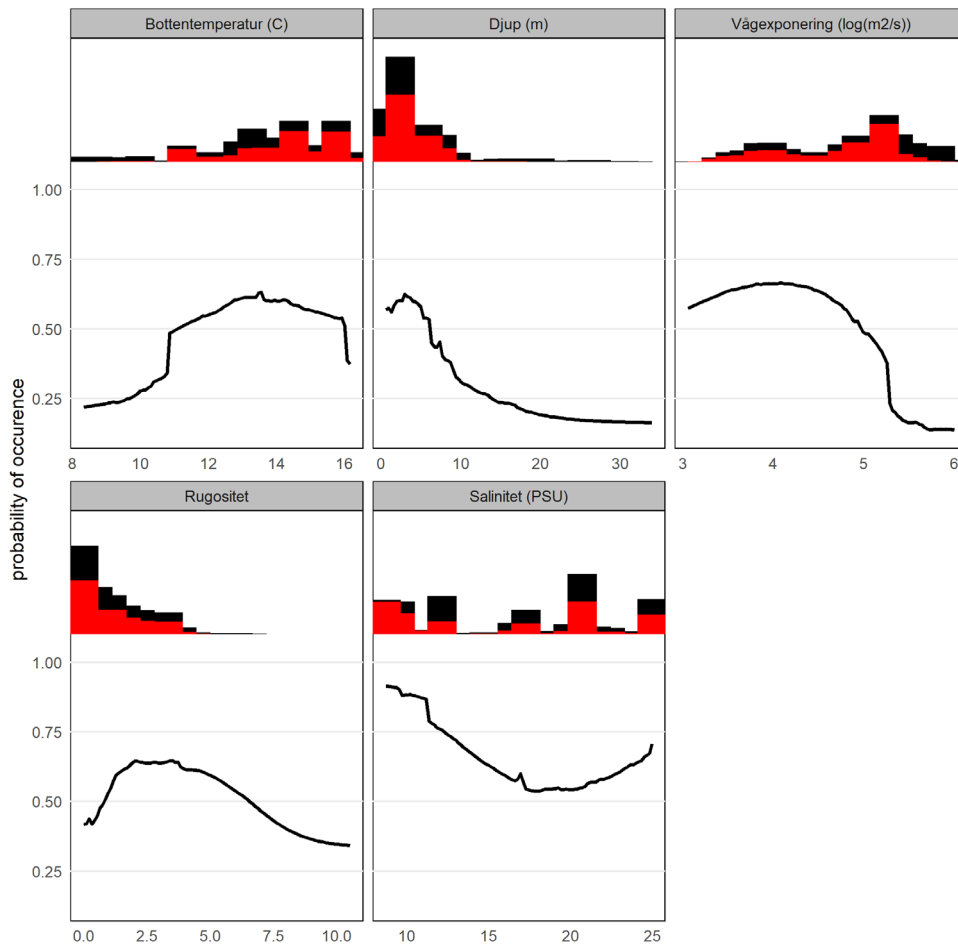 Bottentemperatur (C)
Djup (m)
Vågexponering (log(m2/s))
1.00
0.75
0.50
0.25
8 10 12 14 16
0 10 20 30
3 4 5 6
probability of occurence
Rugositet
Salinitet (PSU)
1.00
0.75
0.50
0.25
0.0 2.5 5.0 7.5 10.0
10 15 20 25